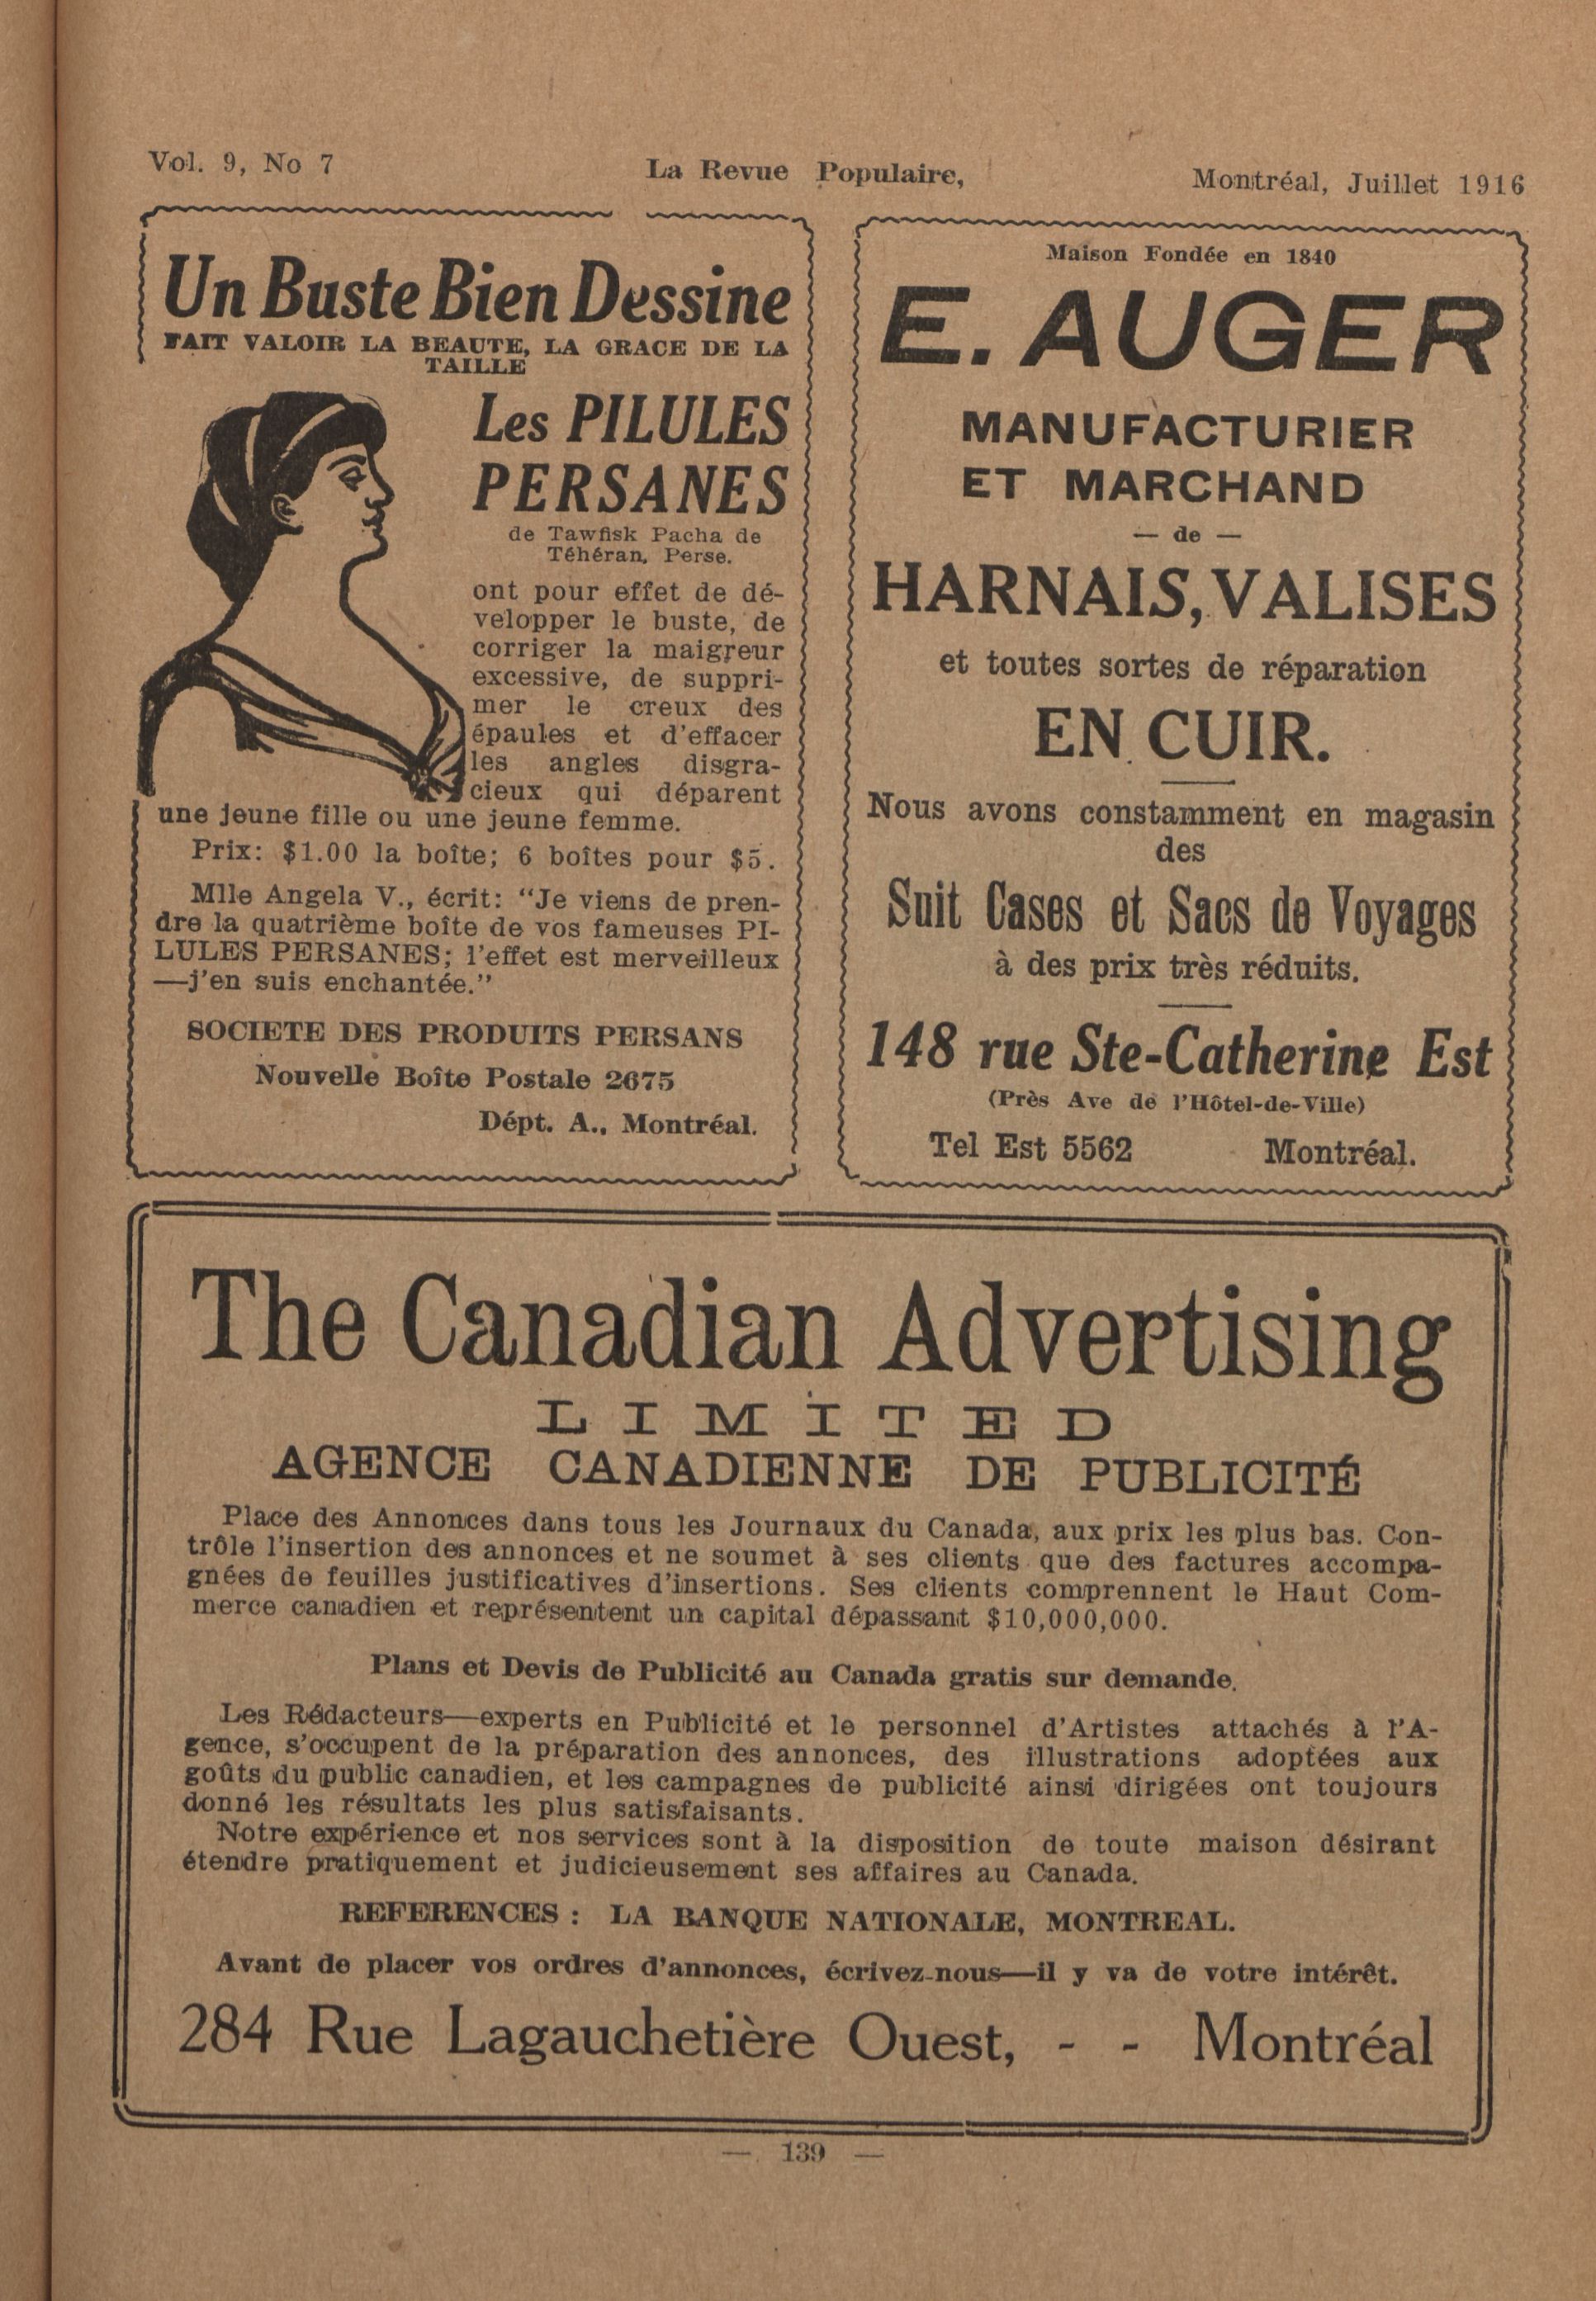 Vol. 9, No 7 La Revue Populaire, Montréal, Juillet 1916
Un Buste Bien Dessine
FAIT VALOIR LA BEAUTE, LA GRACE DE LA
TAILLE
Les PILULES
PERSANES
de Tawfisk Pacha de
Téhéran, Perse.
ont pour effet de dé-
velopper le buste, de
corriger la maigreur
excessive, de suppri-
mer le creux des
épaules et d'effacer
les angles disgra-
cieux qui déparent
une jeune fille ou une jeune femme.
Prix: $1.00 la boîte; 6 boîtes pour $5.
Mlle Angela V., écrit: "Je viens de pren-
dre la quatrième boîte de vos fameuses PI-
LULES PERSANES; l'effet est merveilleux
—j'en suis enchantée."
SOCIETE DES PRODUITS PERSANS
Nouvelle Boîte Postale 2675
Dépt. A., Montréal.
Maison Fondée en 1840
E. AUGER
MANUFACTURIER
ET MARCHAND
— de —
HARNAIS, VALISES
et toutes sortes de réparation
EN CUIR.
Nous avons constamment en magasin
des
Suit Cases et Sacs de Voyages
à des prix très réduits.
148 rue Ste-Catherine Est
(Près Ave de l'Hôtel-de-Ville)
Tel Est 5562 Montréal.
The Canadian Advertising
LIMITED
AGENCE CANADIENNE DE PUBLICITÉ
Place des Annonces dans tous les Journaux du Canada, aux prix les plus bas. Con-
trôle l'insertion des annonces et ne soumet à ses clients que des factures accompa-
gnées de feuilles justificatives d'insertions. Ses clients comprennent le Haut Com-
merce canadien et représentent un capital dépassant $10,000,000.
Plans et Devis de Publicité au Canada gratis sur demande.
Les Rédacteurs—experts en Publicité et le personnel d'Artistes attachés à l'A-
gence, s'occupent de la préparation des annonces, des illustrations adoptées aux
goûts du public canadien, et les campagnes de publicité ainsi dirigées ont toujours
donné les résultats les plus satisfaisants.
Notre expérience et nos services sont à la disposition de toute maison désirant
étendre pratiquement et judicieusement ses affaires au Canada.
REFERENCES : LA BANQUE NATIONALE, MONTREAL.
Avant de placer vos ordres d'annonces, écrivez-nous—il y va de votre intérêt.
284 Rue Lagauchetière Ouest, - - Montréal
— 139 —